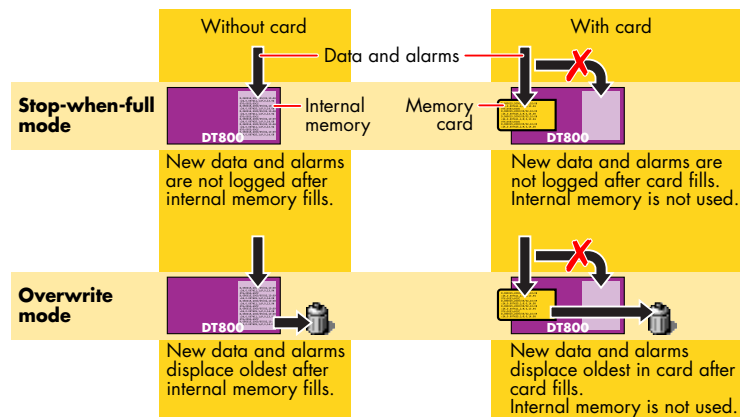 Without card
With card
Data and alarms
Stop-when-full
mode
Internal
memory
Memory
card
DT800
DT800
New data and alarms
are not logged after
internal memory fills.
New data and alarms are
not logged after card fills.
Internal memory is not used.
Overwrite
mode
DT800
DT800
New data and alarms
displace oldest after
internal memory fills.
New data and alarms
displace oldest in card after
card fills.
Internal memory is not used.